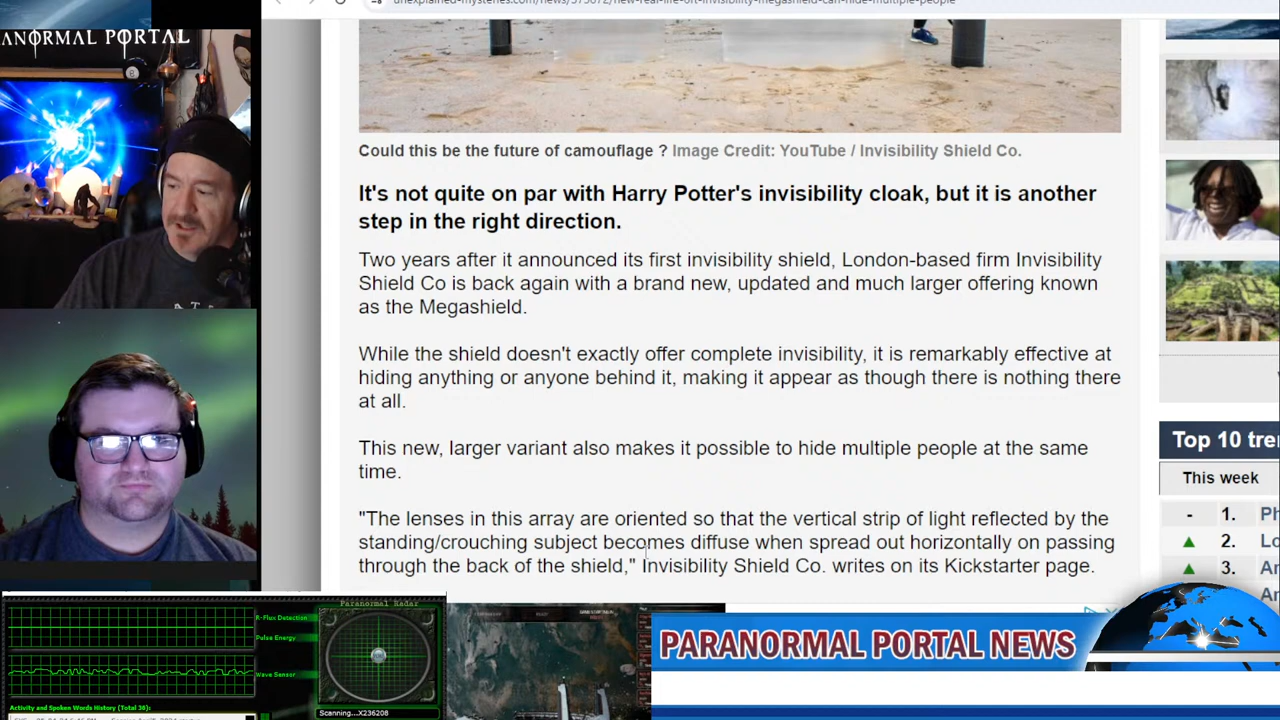 unexplained-mysteries.com/news/375072/new-real-life-oft-invisibility-megashield-can-hide-multiple-people
ANORMAL PORTAL
8
Could this be the future of camouflage ? Image Credit: YouTube / Invisibility Shield Co.
It's not quite on par with Harry Potter's invisibility cloak, but it is another
step in the right direction.
Two years after it announced its first invisibility shield, London-based firm Invisibility
Shield Co is back again with a brand new, updated and much larger offering known
as the Megashield.
While the shield doesn't exactly offer complete invisibility, it is remarkably effective at
hiding anything or anyone behind it, making it appear as though there is nothing there
at all.
This new, larger variant also makes it possible to hide multiple people at the same
time.
"The lenses in this array are oriented so that the vertical strip of light reflected by the
standing/crouching subject becomes diffuse when spread out horizontally on passing
through the back of the shield," Invisibility Shield Co. writes on its Kickstarter page.
Top 10 tre
This week
- 1. Ph
2. Lo
3. Ar
Ar
Paranormal Radar
R-Flux Detection
Pulse Energy
Wave Sensor
Scanning...X236208
Activity and Spoken Words History (Total 36):
PARANORMAL PORTAL NEWS